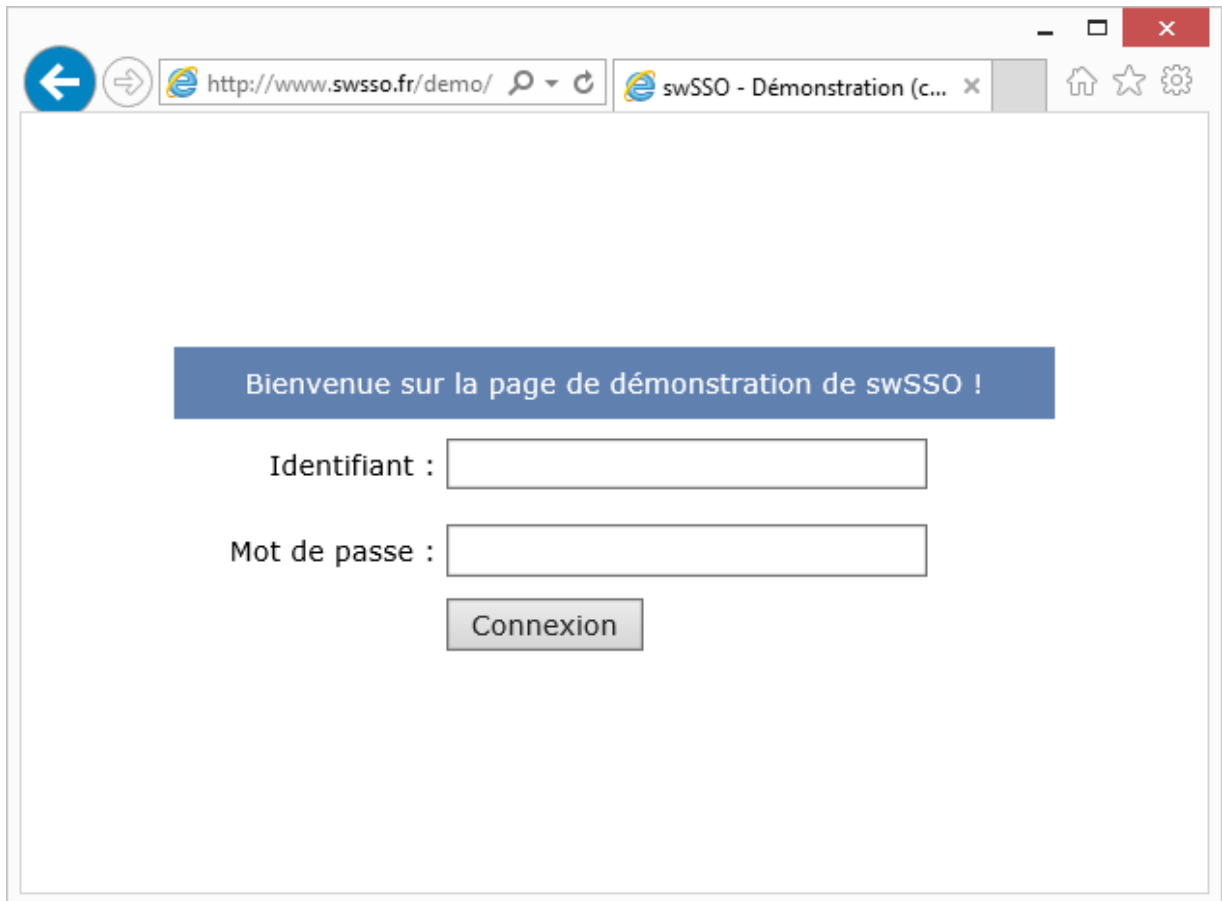 http://www.swsso.fr/demo/
swSSO - Démonstration (c...
Bienvenue sur la page de démonstration de swSSO !
Identifiant :
Mot de passe :
Connexion